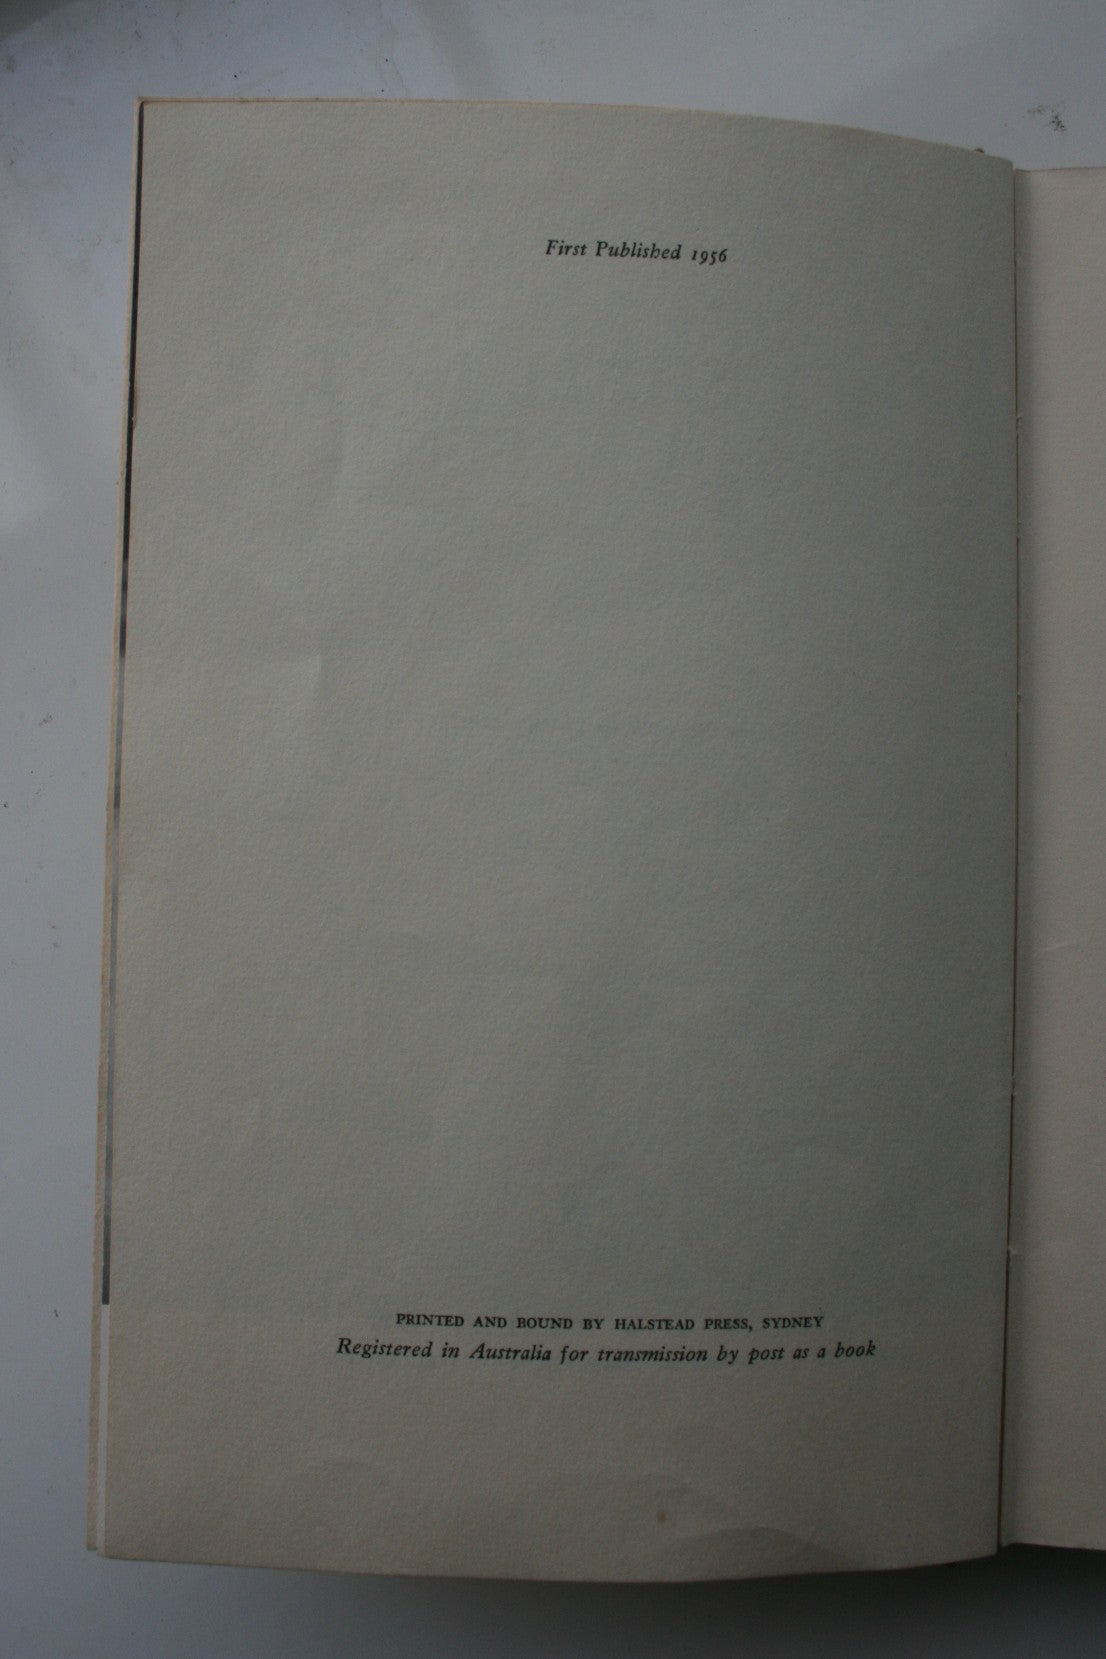 First Published 1956
PRINTED AND BOUND BY HALSTEAD PRESS, SYDNEY
Registered in Australia for transmission by post as a book